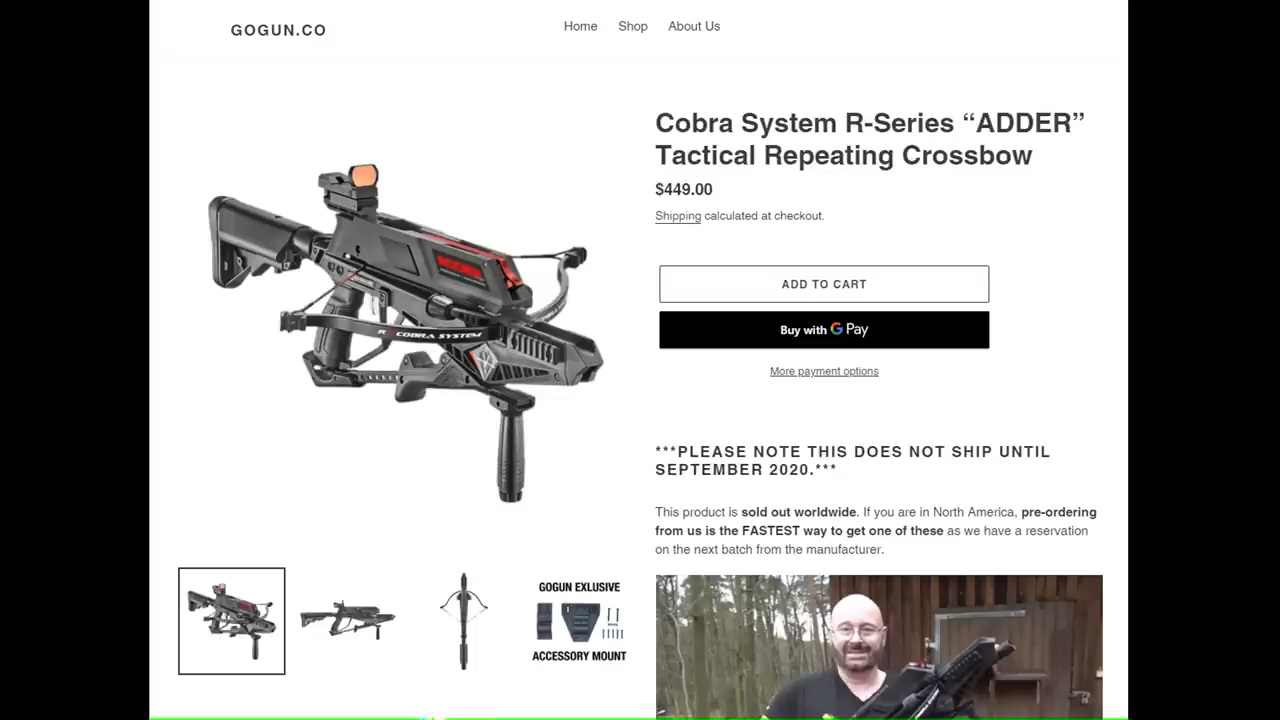 GOGUN.CO
Home Shop About Us
Cobra System R-Series “ADDER”
Tactical Repeating Crossbow
$449.00
Shipping calculated at checkout.
ADD TO CART
Buy with G Pay
More payment options
***PLEASE NOTE THIS DOES NOT SHIP UNTIL
SEPTEMBER 2020.***
This product is sold out worldwide. If you are in North America, pre-ordering
from us is the FASTEST way to get one of these as we have a reservation
on the next batch from the manufacturer.
COBRA SYSTEM
GOGUN EXLUSIVE
ACCESSORY MOUNT